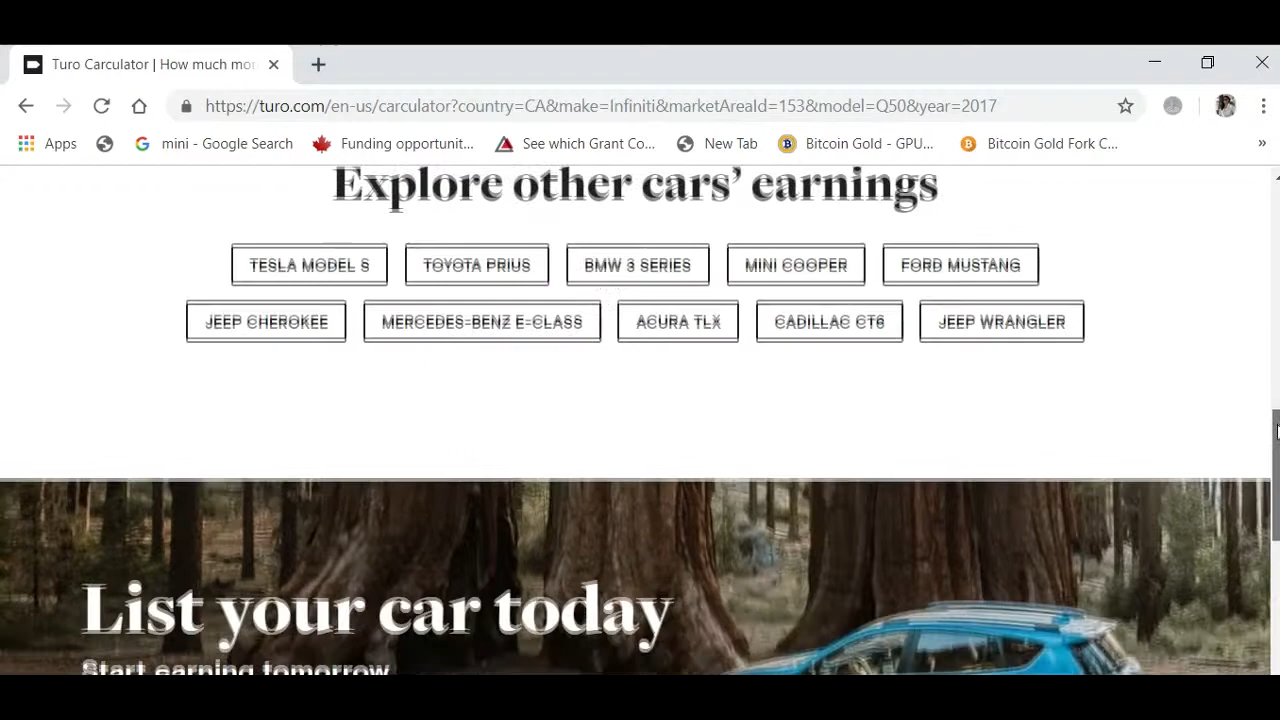 Turo Carculator | How much mor
https://turo.com/en-us/carculator?country=CA&make=Infiniti&marketAreaId=153&model=Q50&year=2017
Apps mini - Google Search Funding opportunit... See which Grant Co... New Tab Bitcoin Gold - GPU... Bitcoin Gold Fork C... »
Explore other cars' earnings
TESLA MODEL S TOYOTA PRIUS BMW 3 SERIES MINI COOPER FORD MUSTANG
JEEP CHEROKEE MERCEDES-BENZ E-CLASS ACURA TLX CADILLAC CT6 JEEP WRANGLER
List your car today
Start earning tomorrow